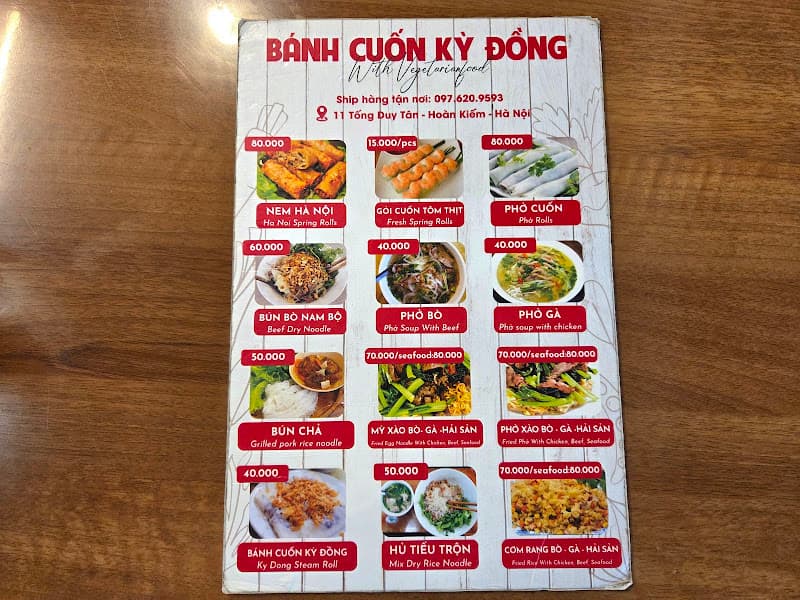 BÁNH CUỐN KỲ ĐỒNG
With Vegetarianfood
Ship hàng tận nơi: 097.620.9593
11 Tống Duy Tân - Hoàn Kiếm - Hà Nội
80.000
NEM HÀ NỘI
Ha Noi Spring Rolls
15.000/pcs
GỎI CUỐN TÔM THỊT
Fresh Spring Rolls
80.000
PHỞ CUỐN
Phở Rolls
60.000
BÚN BÒ NAM BỘ
Beef Dry Noodle
40.000
PHỞ BÒ
Phở Soup With Beef
40.000
PHỞ GÀ
Phở soup with chicken
50.000
BÚN CHẢ
Grilled pork rice noodle
70.000/seafood:80.000
MỲ XÀO BÒ- GÀ -HẢI SẢN
Fried Egg Noodle With Chicken, Beef, Seafood
70.000/seafood:80.000
PHỞ XÀO BÒ - GÀ -HẢI SẢN
Fried Phở With Chicken, Beef, Seafood
40.000
BÁNH CUỐN KỲ ĐỒNG
Ky Dong Steam Roll
50.000
HỦ TIẾU TRỘN
Mix Dry Rice Noodle
70.000/seafood:80.000
CƠM RANG BÒ - GÀ - HẢI SẢN
Fried Rice With Chicken, Beef, Seafood